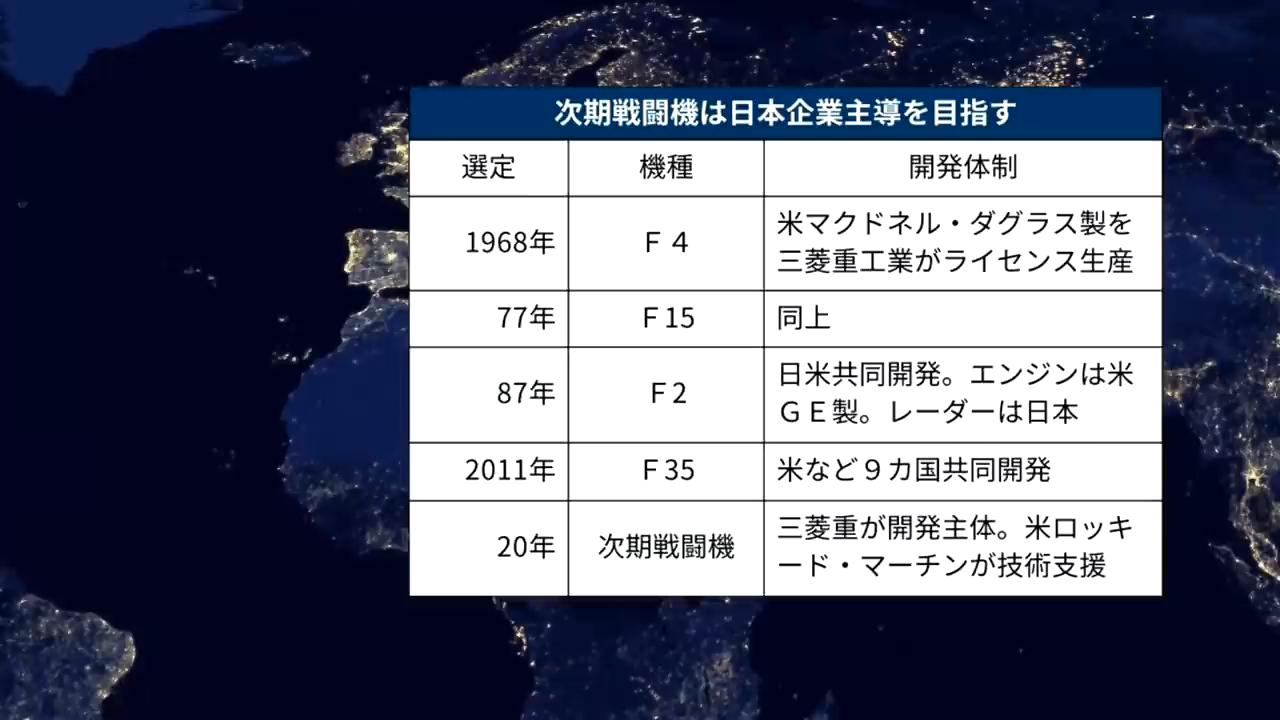 次期戦闘機は日本企業主導を目指す
選定 機種 開発体制
1968年 Ｆ４ 米マクドネル・ダグラス製を
三菱重工業がライセンス生産
77年 Ｆ15 同上
87年 Ｆ2 日米共同開発。エンジンは米
ＧＥ製。レーダーは日本
2011年 Ｆ35 米など９カ国共同開発
20年 次期戦闘機 三菱重が開発主体。米ロッキ
ード・マーチンが技術支援